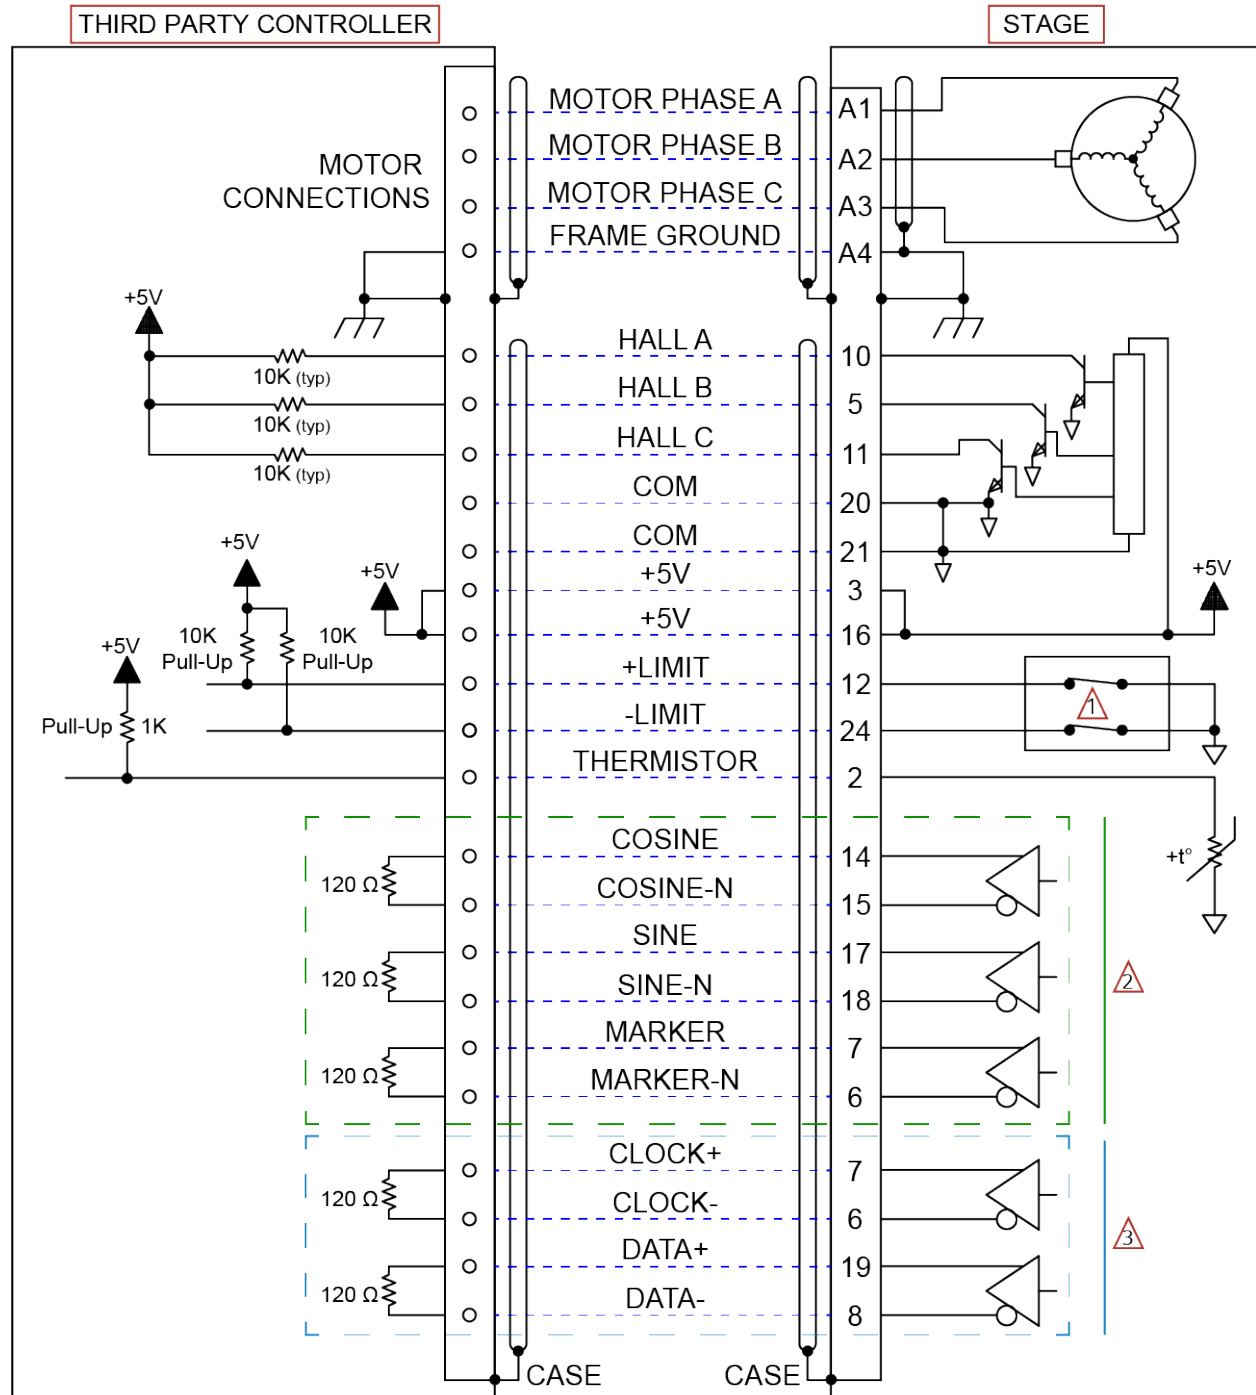 THIRD PARTY CONTROLLER
STAGE
MOTOR CONNECTIONS
MOTOR PHASE A
A1
MOTOR PHASE B
A2
MOTOR PHASE C
A3
FRAME GROUND
A4
+5V
10K (typ)
10K (typ)
10K (typ)
HALL A
10
HALL B
5
HALL C
11
COM
20
COM
21
+5V
3
+5V
16
+5V
+5V
+5V
10K
Pull-Up
10K
Pull-Up
+5V
Pull-Up
1K
+LIMIT
12
-LIMIT
24
1
THERMISTOR
2
+t°
120 Ω
COSINE
14
COSINE-N
15
120 Ω
SINE
17
SINE-N
18
2
120 Ω
MARKER
7
MARKER-N
6
120 Ω
CLOCK+
7
CLOCK-
6
3
120 Ω
DATA+
19
DATA-
8
CASE
CASE